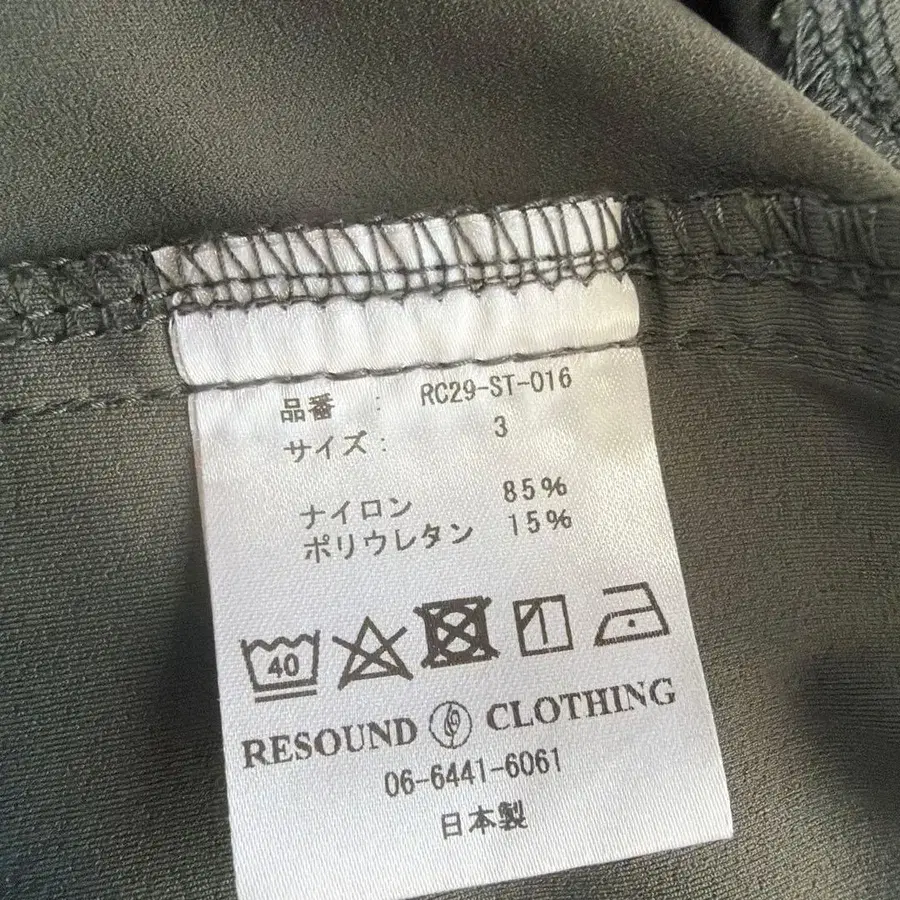 品番 : RC29-ST-016
サイズ: 3
ナイロン 85%
ポリウレタン 15%
40
RESOUND CLOTHING
06-6441-6061
日本製